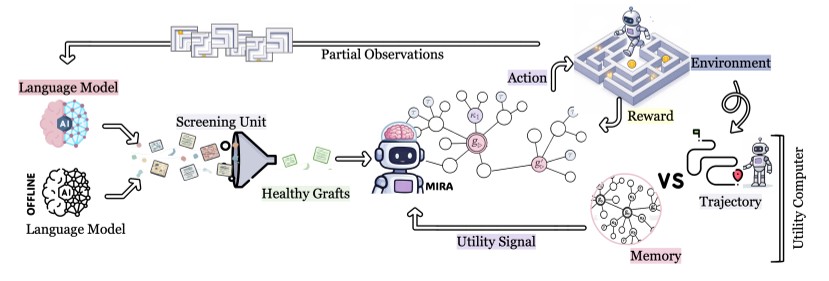 Partial Observations
Language Model
AI
Screening Unit
OFFLINE
AI
Language Model
Healthy Grafts
MIRA
Action
Environment
Reward
Utility Signal
VS
Memory
Trajectory
Utility Computer